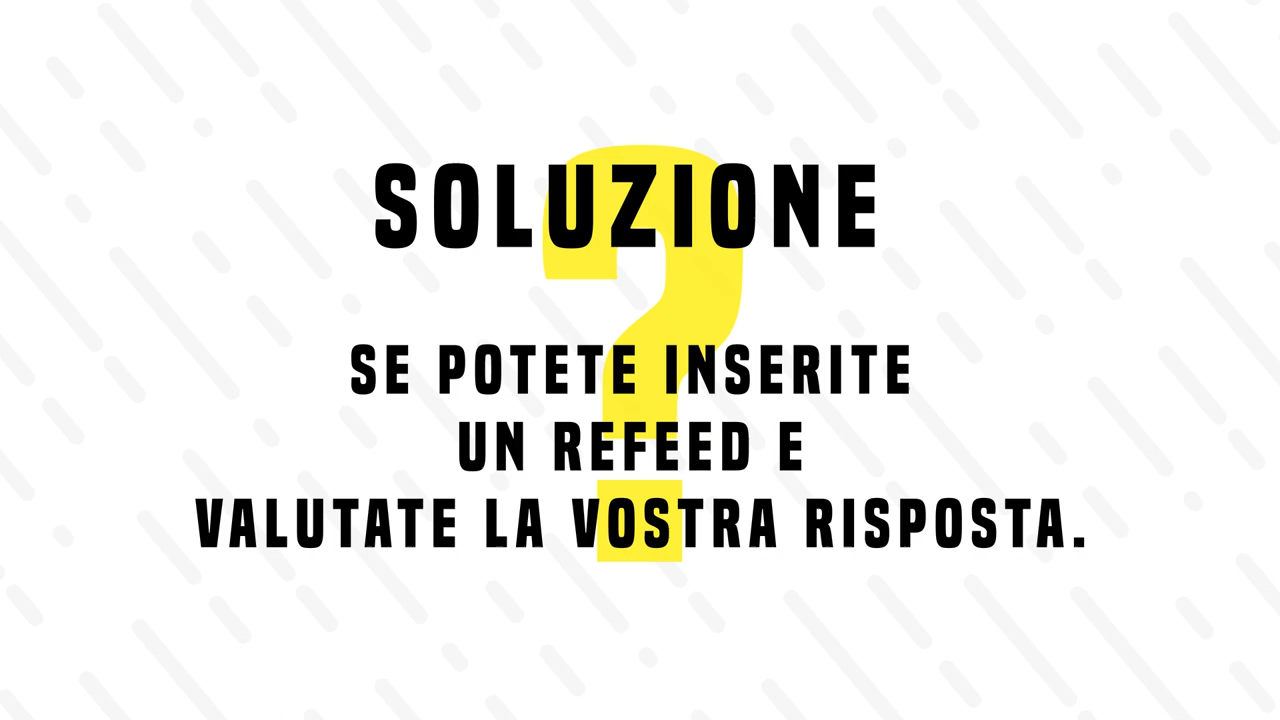 SOLUZIONE
SE POTETE INSERITE
UN REFEED E
VALUTATE LA VOSTRA RISPOSTA.